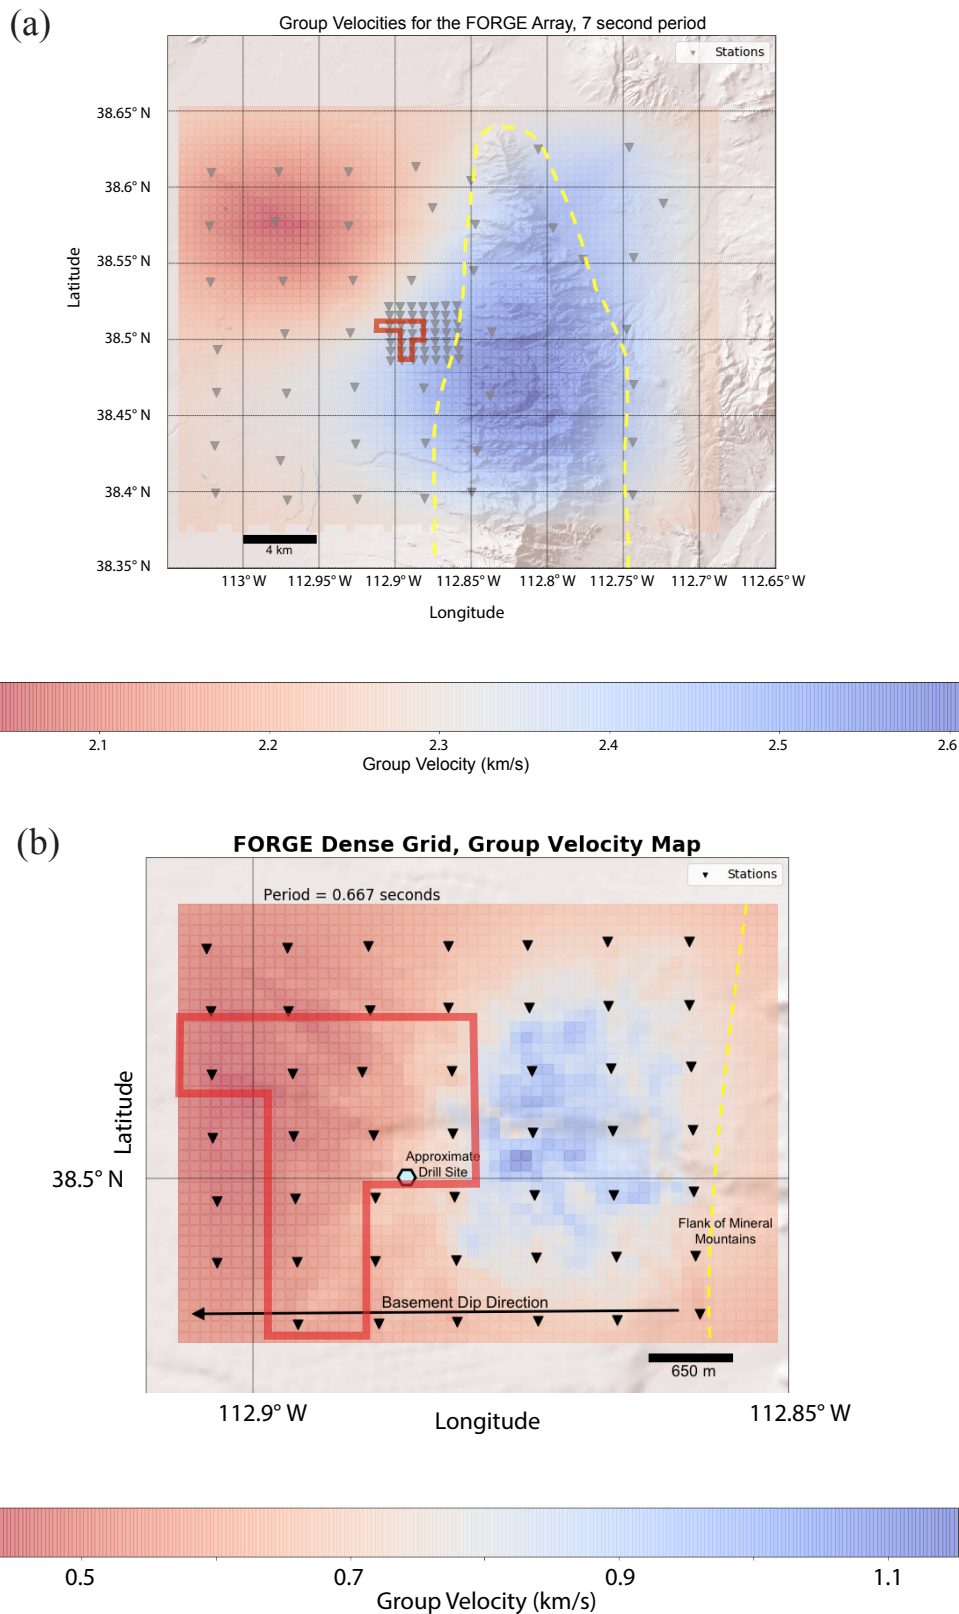 (a)
Group Velocities for the FORGE Array, 7 second period
Stations
38.65° N
38.6° N
38.55° N
38.5° N
38.45° N
38.4° N
38.35° N
Latitude
4 km
113° W
112.95° W
112.9° W
112.85° W
112.8° W
112.75° W
112.7° W
112.65° W
Longitude
2.1
2.2
2.3
2.4
2.5
2.6
Group Velocity (km/s)
(b)
FORGE Dense Grid, Group Velocity Map
Stations
Period = 0.667 seconds
Latitude
Approximate
Drill Site
38.5° N
Flank of Mineral
Mountains
Basement Dip Direction
650 m
112.9° W
112.85° W
Longitude
0.5
0.7
0.9
1.1
Group Velocity (km/s)